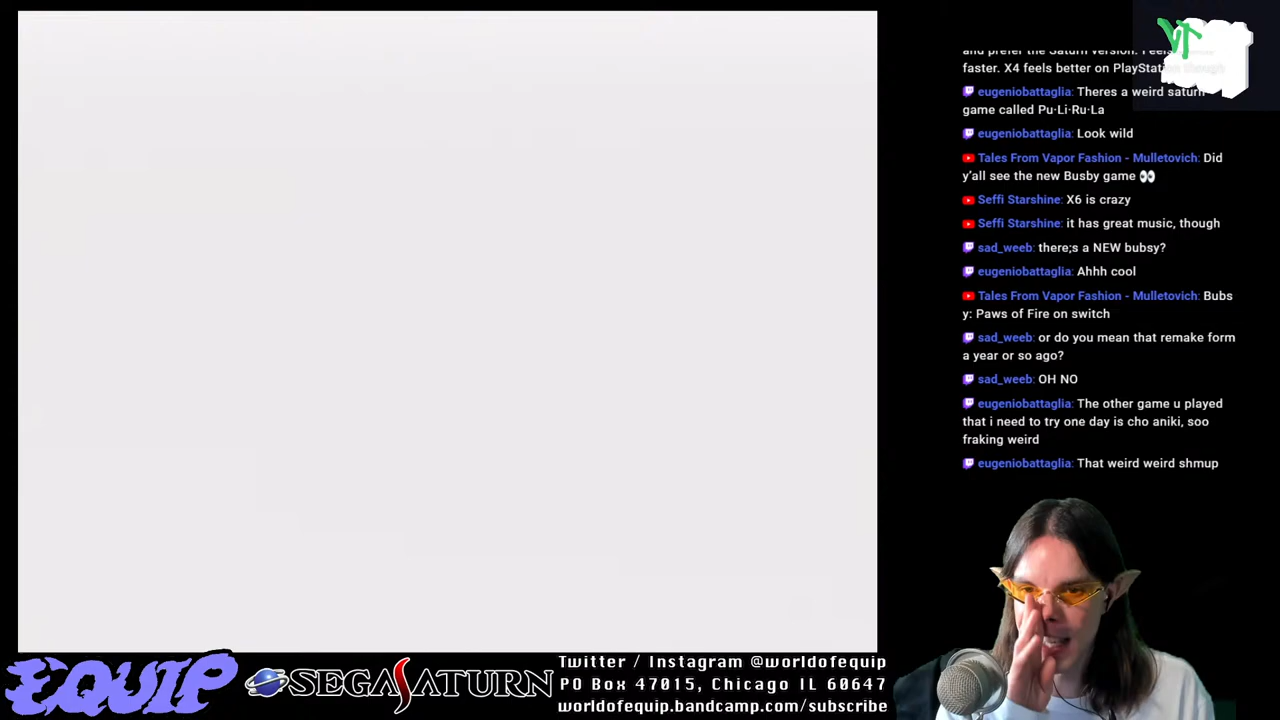 and prefer the Saturn version. Feels
faster. X4 feels better on PlayStation though
eugeniobattaglia: Theres a weird saturn
game called Pu·Li·Ru·La
eugeniobattaglia: Look wild
Tales From Vapor Fashion - Mulletovich: Did
y'all see the new Busby game 👀
Seffi Starshine: X6 is crazy
Seffi Starshine: it has great music, though
sad_weeb: there;s a NEW bubsy?
eugeniobattaglia: Ahhh cool
Tales From Vapor Fashion - Mulletovich: Bubs
y: Paws of Fire on switch
sad_weeb: or do you mean that remake form
a year or so ago?
sad_weeb: OH NO
eugeniobattaglia: The other game u played
that i need to try one day is cho aniki, soo
fraking weird
eugeniobattaglia: That weird weird shmup
EQUIP
SEGA SATURN
Twitter / Instagram @worldofequip
PO Box 47015, Chicago IL 60647
worldofequip.bandcamp.com/subscribe